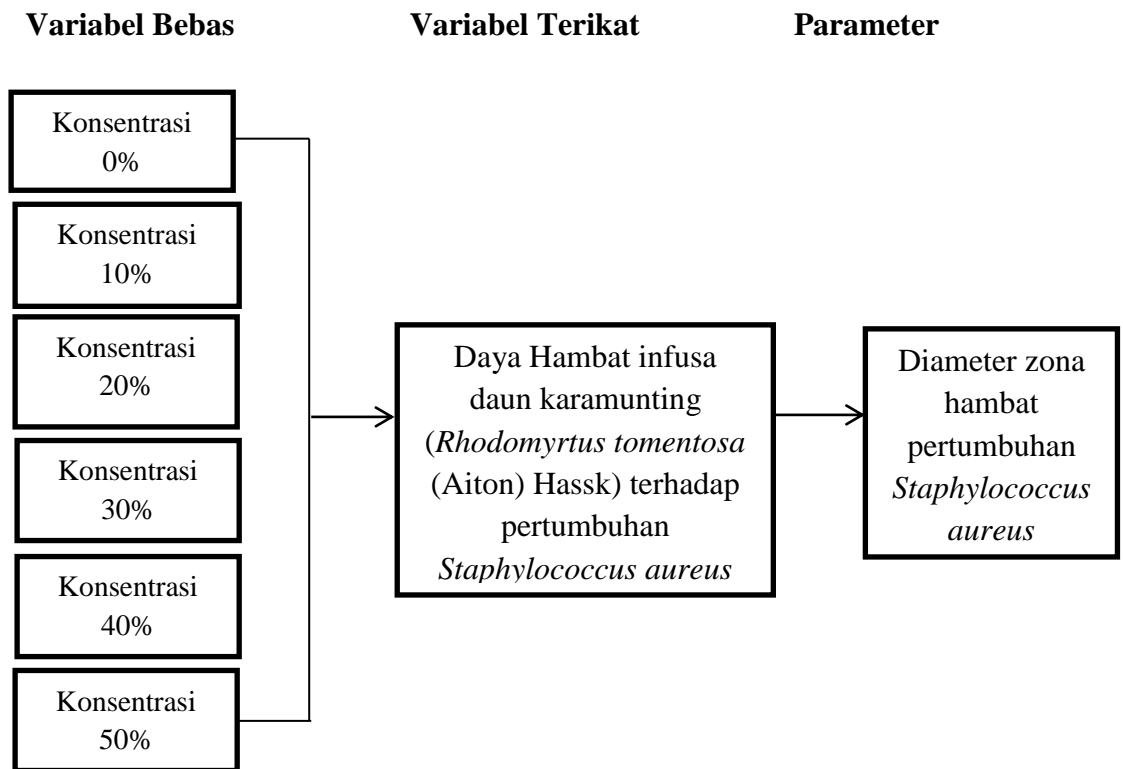 Variabel Bebas Variabel Terikat Parameter
Konsentrasi
0%
Konsentrasi
10%
Konsentrasi
20%
Konsentrasi
30%
Konsentrasi
40%
Konsentrasi
50%
Daya Hambat infusa
daun karamunting
(Rhodomyrtus tomentosa
(Aiton) Hassk) terhadap
pertumbuhan
Staphylococcus aureus
Diameter zona
hambat
pertumbuhan
Staphylococcus
aureus